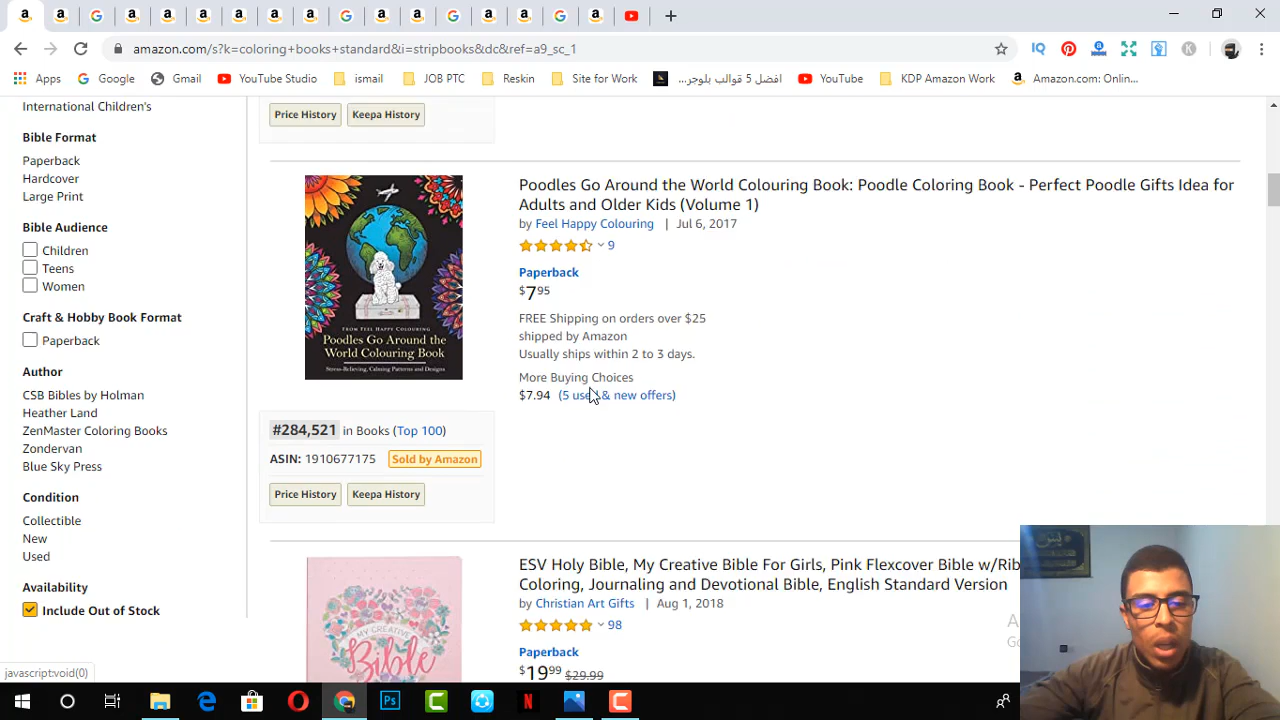 amazon.com/s?k=coloring+books+standard&i=stripbooks&dc&ref=a9_sc_1
Apps
Google
Gmail
YouTube Studio
ismail
JOB PTC
Reskin
Site for Work
افضل 5 قوالب بلوجر...
YouTube
KDP Amazon Work
Amazon.com: Onlin...
International Children's
Bible Format
Paperback
Hardcover
Large Print
Bible Audience
Children
Teens
Women
Craft & Hobby Book Format
Paperback
Author
CSB Bibles by Holman
Heather Land
ZenMaster Coloring Books
Zondervan
Blue Sky Press
Condition
Collectible
New
Used
Availability
Include Out of Stock
javascript:void(0)
Price History Keepa History
FROM FEEL HAPPY COLOURING
Poodles Go Around the
World Colouring Book
Stress-Relieving, Calming Patterns and Designs
#284,521 in Books (Top 100)
ASIN: 1910677175 Sold by Amazon
Price History Keepa History
Poodles Go Around the World Colouring Book: Poodle Coloring Book - Perfect Poodle Gifts Idea for
Adults and Older Kids (Volume 1)
by Feel Happy Colouring | Jul 6, 2017
9
Paperback
$7.95
FREE Shipping on orders over $25
shipped by Amazon
Usually ships within 2 to 3 days.
More Buying Choices
$7.94 (5 used & new offers)
MY CREATIVE
Bible
ESV Holy Bible, My Creative Bible For Girls, Pink Flexcover Bible w/Rib
Coloring, Journaling and Devotional Bible, English Standard Version
by Christian Art Gifts | Aug 1, 2018
98
Paperback
$19.99 $29.99